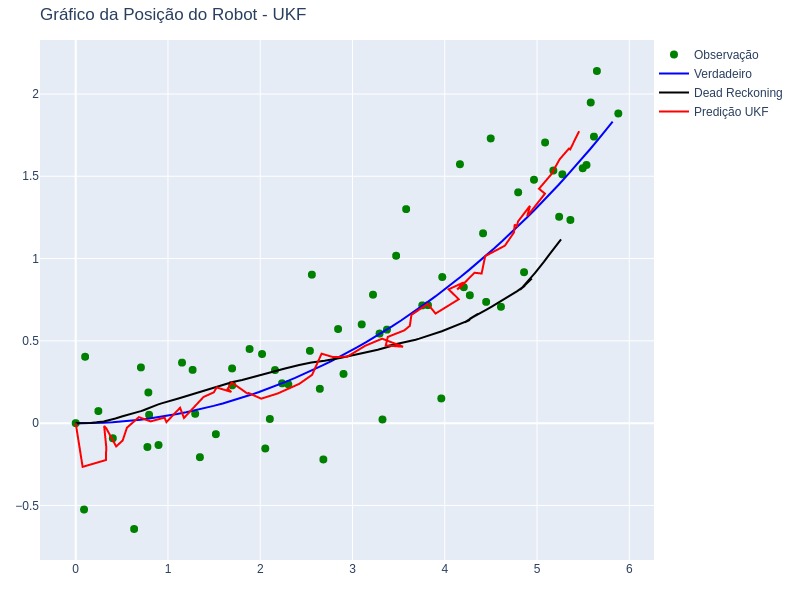 Gráfico da Posição do Robot - UKF
Observação
Verdadeiro
Dead Reckoning
Predição UKF
2
1.5
1
0.5
0
−0.5
0 1 2 3 4 5 6